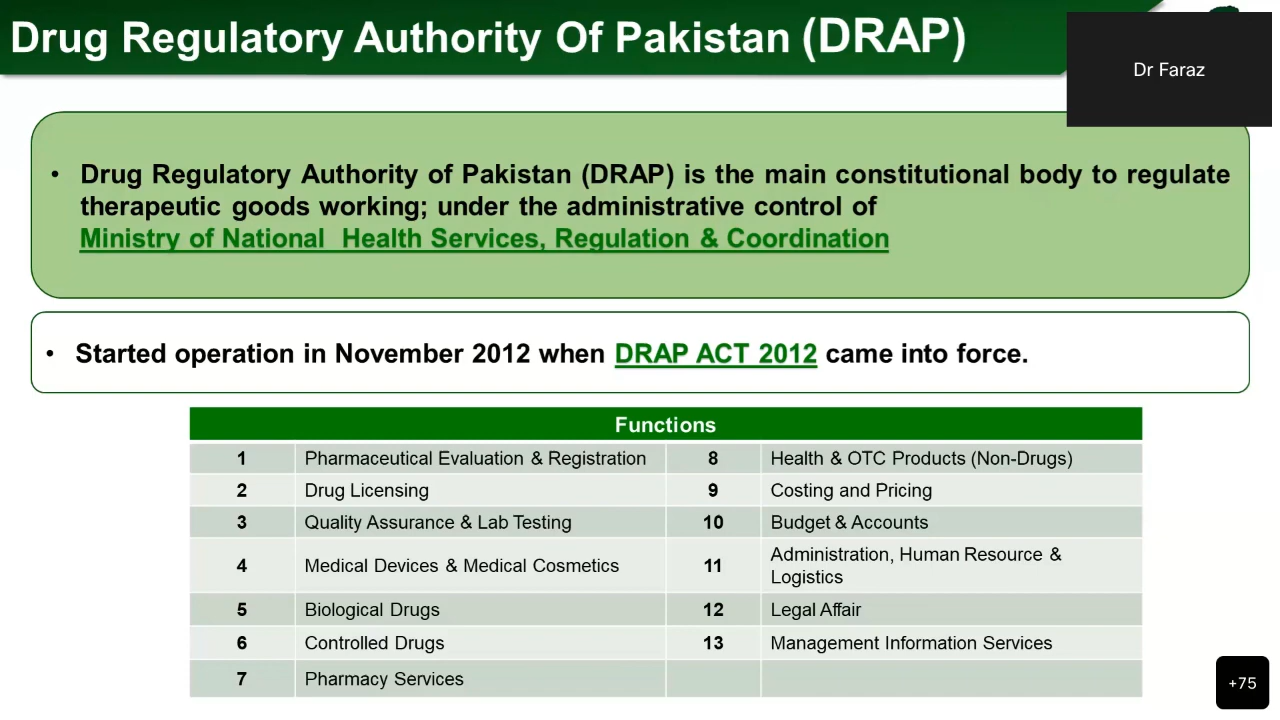 Drug Regulatory Authority Of Pakistan (DRAP)
Dr Faraz
• Drug Regulatory Authority of Pakistan (DRAP) is the main constitutional body to regulate
therapeutic goods working; under the administrative control of
Ministry of National Health Services, Regulation & Coordination
• Started operation in November 2012 when DRAP ACT 2012 came into force.
Functions
1 Pharmaceutical Evaluation & Registration 8 Health & OTC Products (Non-Drugs)
2 Drug Licensing 9 Costing and Pricing
3 Quality Assurance & Lab Testing 10 Budget & Accounts
4 Medical Devices & Medical Cosmetics 11 Administration, Human Resource &
Logistics
5 Biological Drugs 12 Legal Affair
6 Controlled Drugs 13 Management Information Services
7 Pharmacy Services
+75